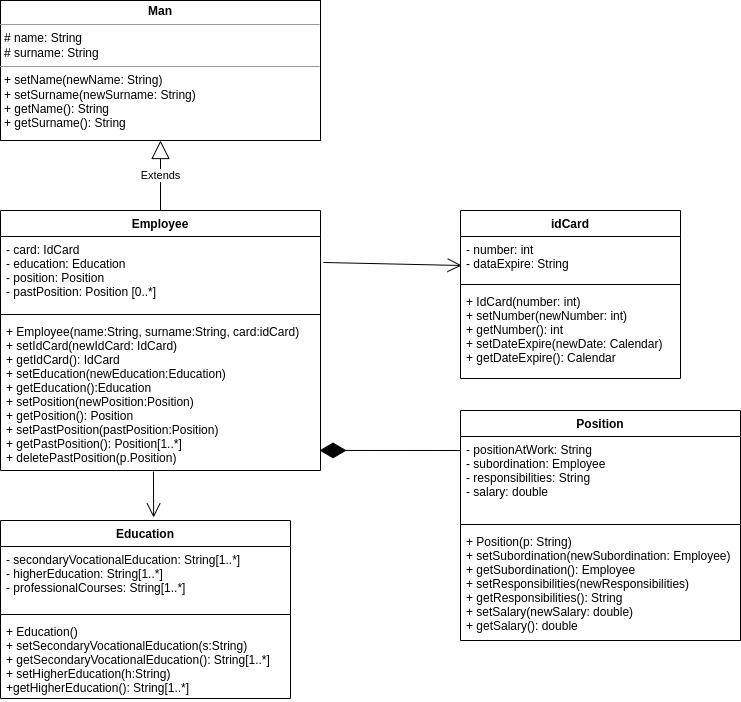 Man
# name: String
# surname: String
+ setName(newName: String)
+ setSurname(newSurname: String)
+ getName(): String
+ getSurname(): String
Extends
Employee
- card: IdCard
- education: Education
- position: Position
- pastPosition: Position [0..*]
+ Employee(name:String, surname:String, card:idCard)
+ setIdCard(newIdCard: IdCard)
+ getIdCard(): IdCard
+ setEducation(newEducation:Education)
+ getEducation():Education
+ setPosition(newPosition:Position)
+ getPosition(): Position
+ setPastPosition(pastPosition:Position)
+ getPastPosition(): Position[1..*]
+ deletePastPosition(p.Position)
idCard
- number: int
- dataExpire: String
+ IdCard(number: int)
+ setNumber(newNumber: int)
+ getNumber(): int
+ setDateExpire(newDate: Calendar)
+ getDateExpire(): Calendar
Position
- positionAtWork: String
- subordination: Employee
- responsibilities: String
- salary: double
+ Position(p: String)
+ setSubordination(newSubordination: Employee)
+ getSubordination(): Employee
+ setResponsibilities(newResponsibilities)
+ getResponsibilities(): String
+ setSalary(newSalary: double)
+ getSalary(): double
Education
- secondaryVocationalEducation: String[1..*]
- higherEducation: String[1..*]
- professionalCourses: String[1..*]
+ Education()
+ setSecondaryVocationalEducation(s:String)
+ getSecondaryVocationalEducation(): String[1..*]
+ setHigherEducation(h:String)
+getHigherEducation(): String[1..*]